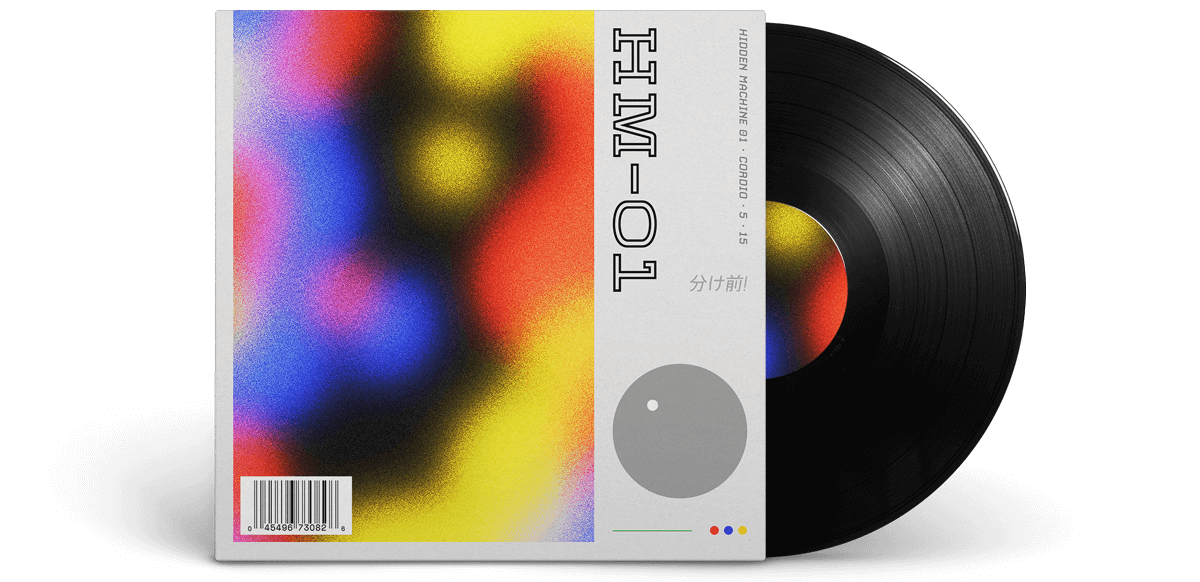 HM-01
HIDDEN MACHINE 01 · CORDIO · 5 · 15
分け前!
0 45496 73082 6